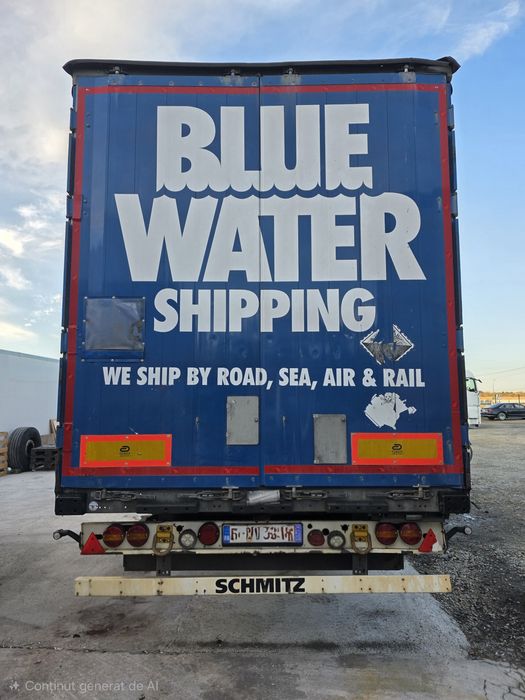 BLUE
WATER
SHIPPING
WE SHIP BY ROAD, SEA, AIR & RAIL
SCHMITZ
Conținut generat de AI